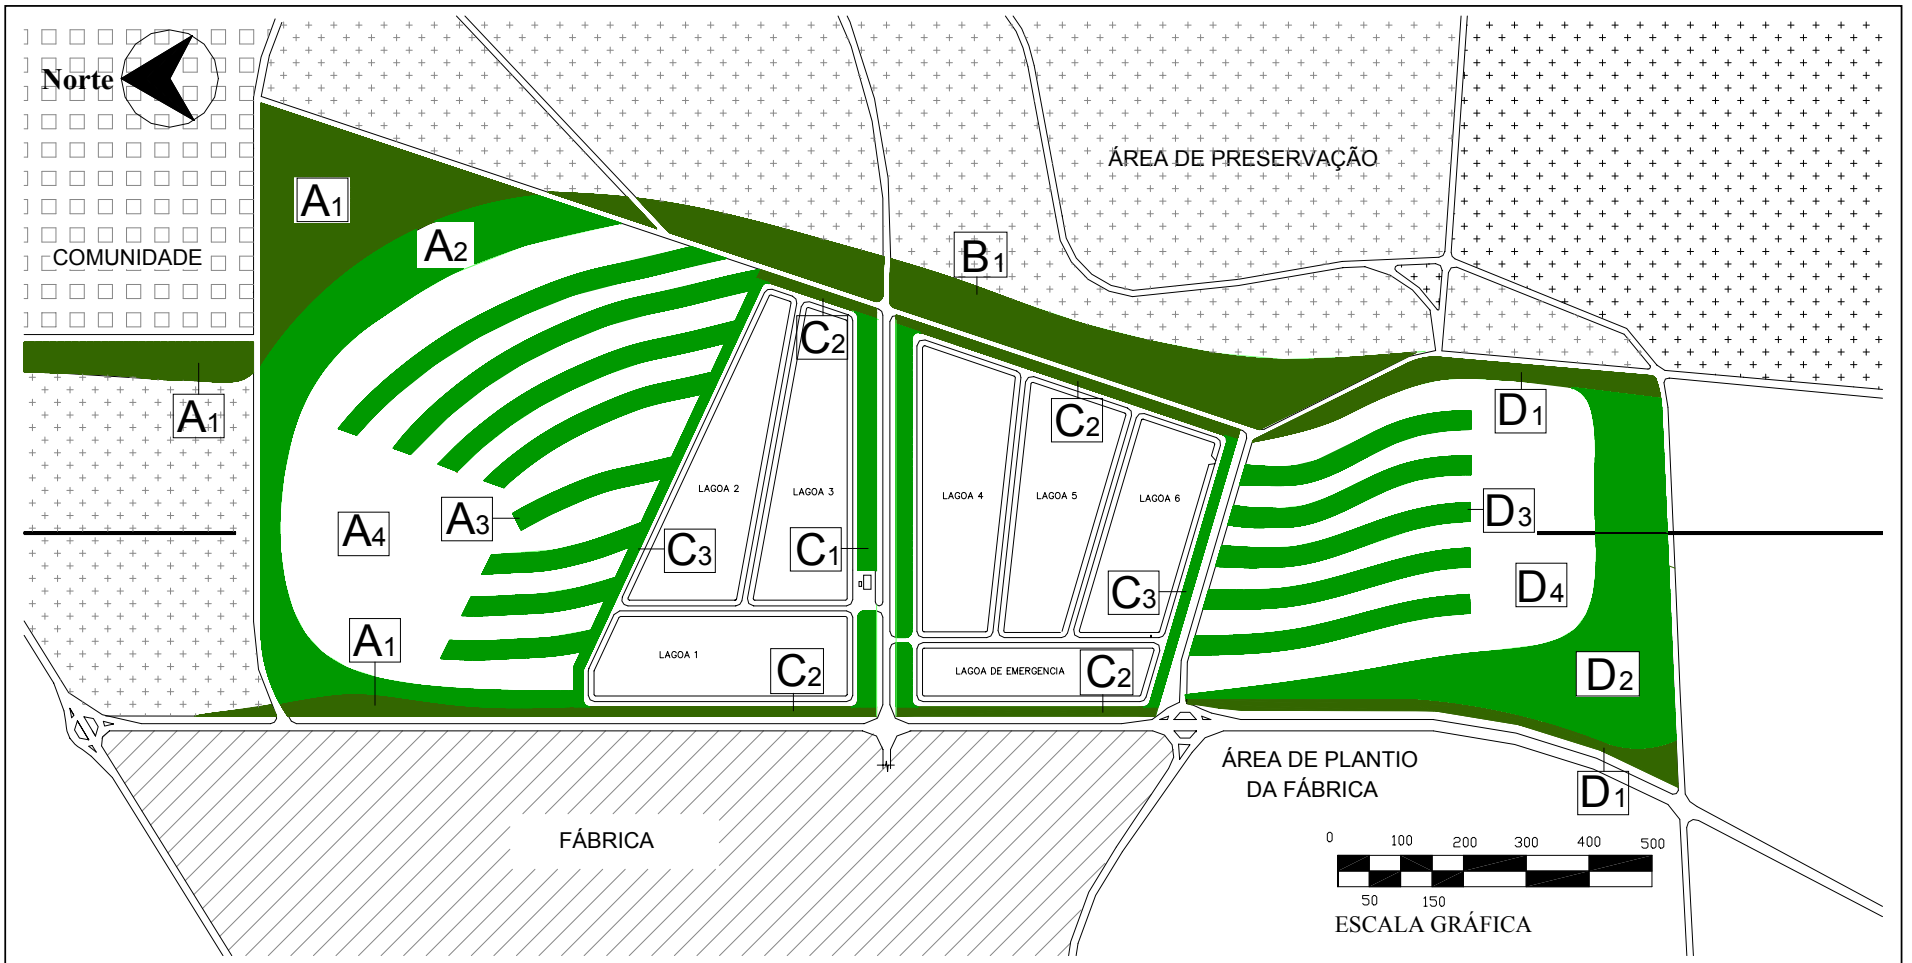 Norte
ÁREA DE PRESERVAÇÃO
A1
A2
COMUNIDADE
B1
C2
A1
C2
D1
LAGOA 2
LAGOA 3
LAGOA 4
LAGOA 5
LAGOA 6
A3
D3
A4
C3
C1
C3
D4
A1
LAGOA 1
C2
LAGOA DE EMERGENCIA
C2
D2
ÁREA DE PLANTIO
DA FÁBRICA
D1
FÁBRICA
0 100 200 300 400 500
50 150
ESCALA GRÁFICA